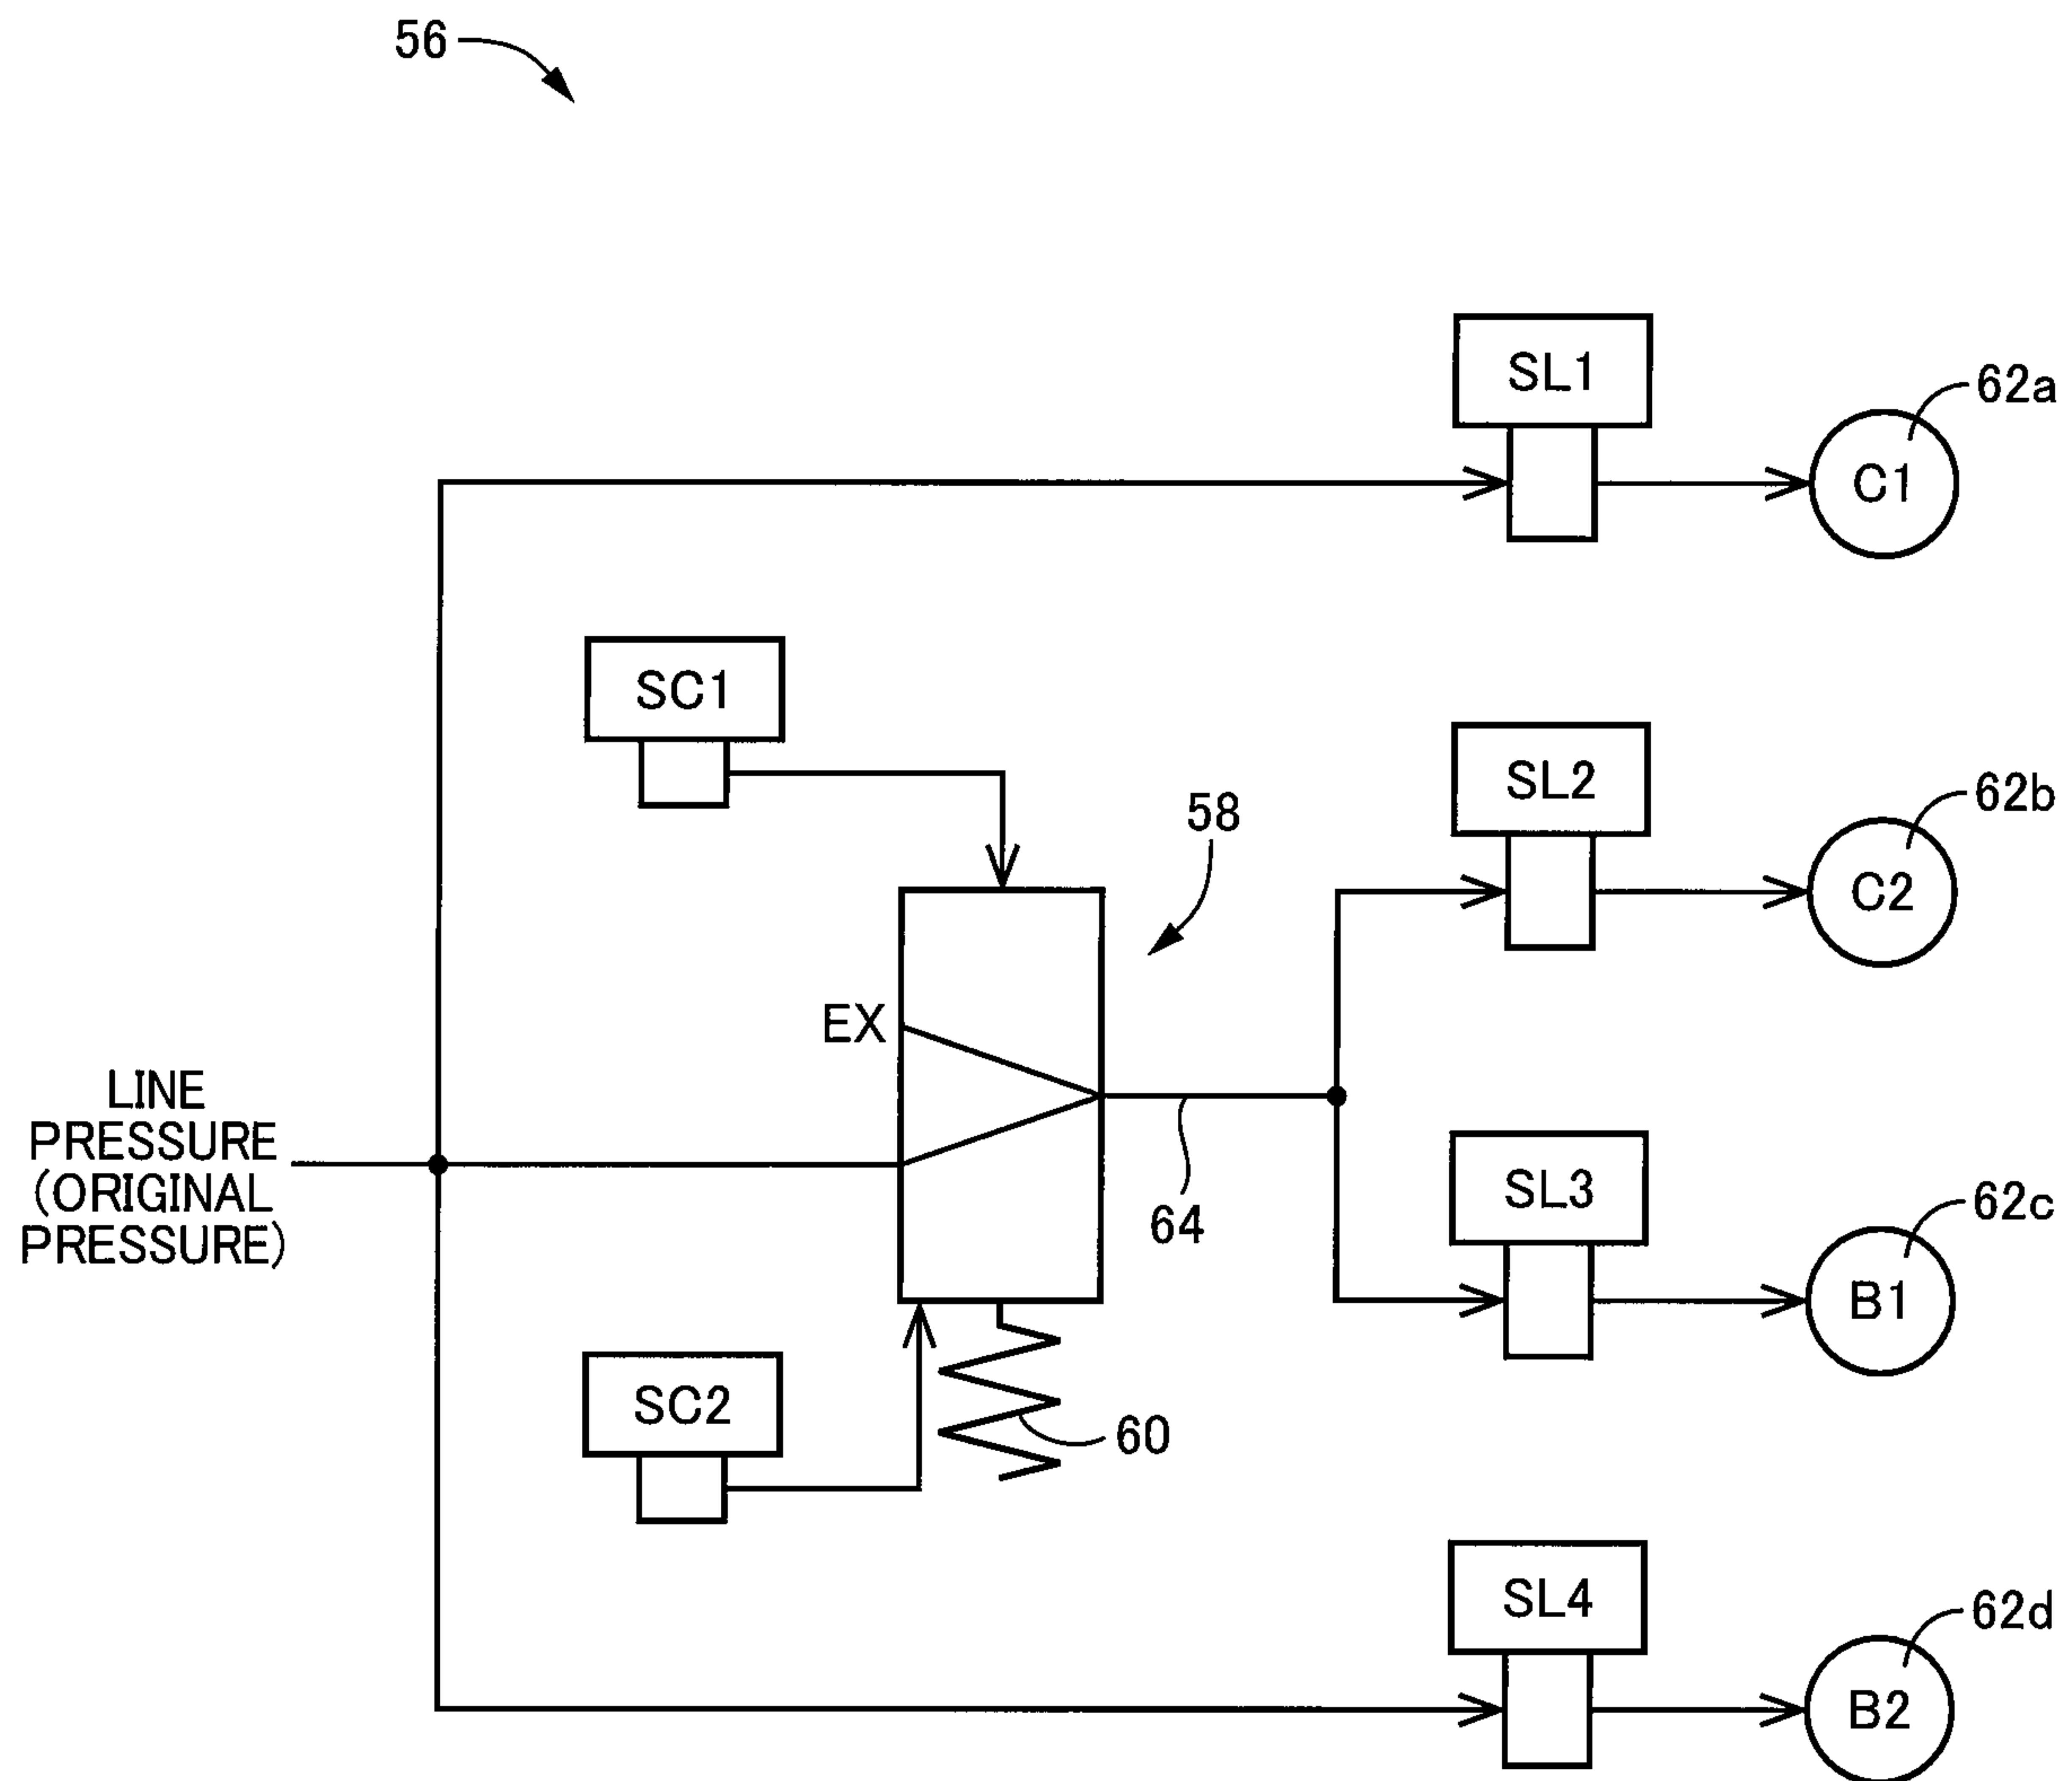 56
SL1
62a
C1
SC1
SL2
62b
58
C2
EX
LINE
PRESSURE
(ORIGINAL
PRESSURE)
64
SL3
62c
B1
SC2
60
SL4
62d
B2